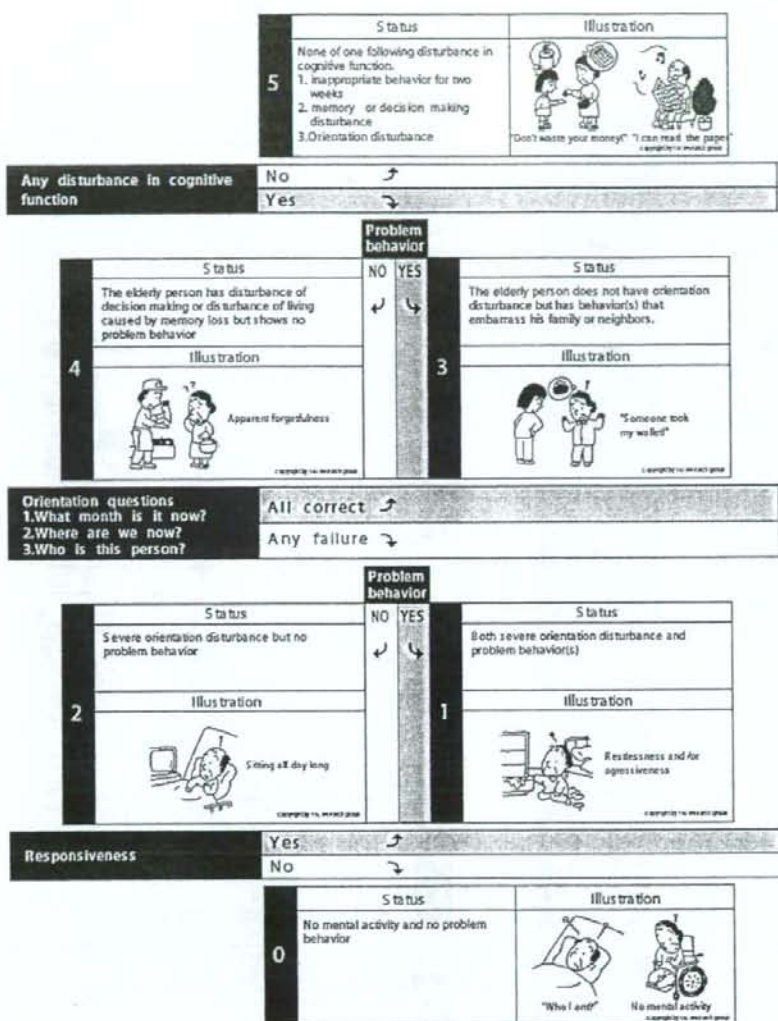 Status
Illustration
5
None of one following disturbance in
cognitive function.
1. inappropriate behavior for two
weeks
2. memory or decision making
disturbance
3.Orientation disturbance
"Don't waste your money!" "I can read the paper"
Any disturbance in cognitive
function
No
Yes
Problem
behavior
NO YES
4
Status
The elderly person has disturbance of
decision making or disturbance of living
caused by memory loss but shows no
problem behavior
Illustration
Apparent forgetfulness
3
Status
The elderly person does not have orientation
disturbance but has behavior(s) that
embarrass his family or neighbors.
Illustration
"Someone took
my wallet!"
Orientation questions
1.What month is it now?
2.Where are we now?
3.Who is this person?
All correct
Any failure
Problem
behavior
NO YES
2
Status
Severe orientation disturbance but no
problem behavior
Illustration
Sitting all day long
1
Status
Both severe orientation disturbance and
problem behavior(s)
Illustration
Restlessness and/or
agressiveness
Responsiveness
Yes
No
0
Status
Illustration
No mental activity and no problem
behavior
"Who I am?"
No mental activity